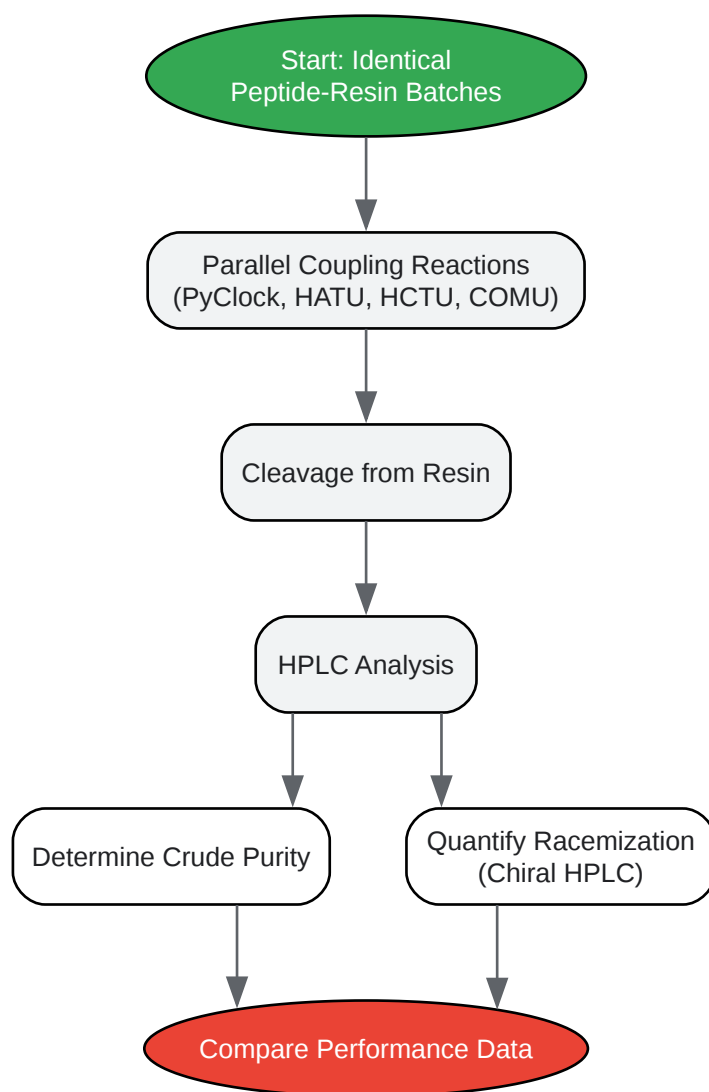 Start: Identical
Peptide-Resin Batches
Parallel Coupling Reactions
(PyClock, HATU, HCTU, COMU)
Cleavage from Resin
HPLC Analysis
Determine Crude Purity
Quantify Racemization
(Chiral HPLC)
Compare Performance Data